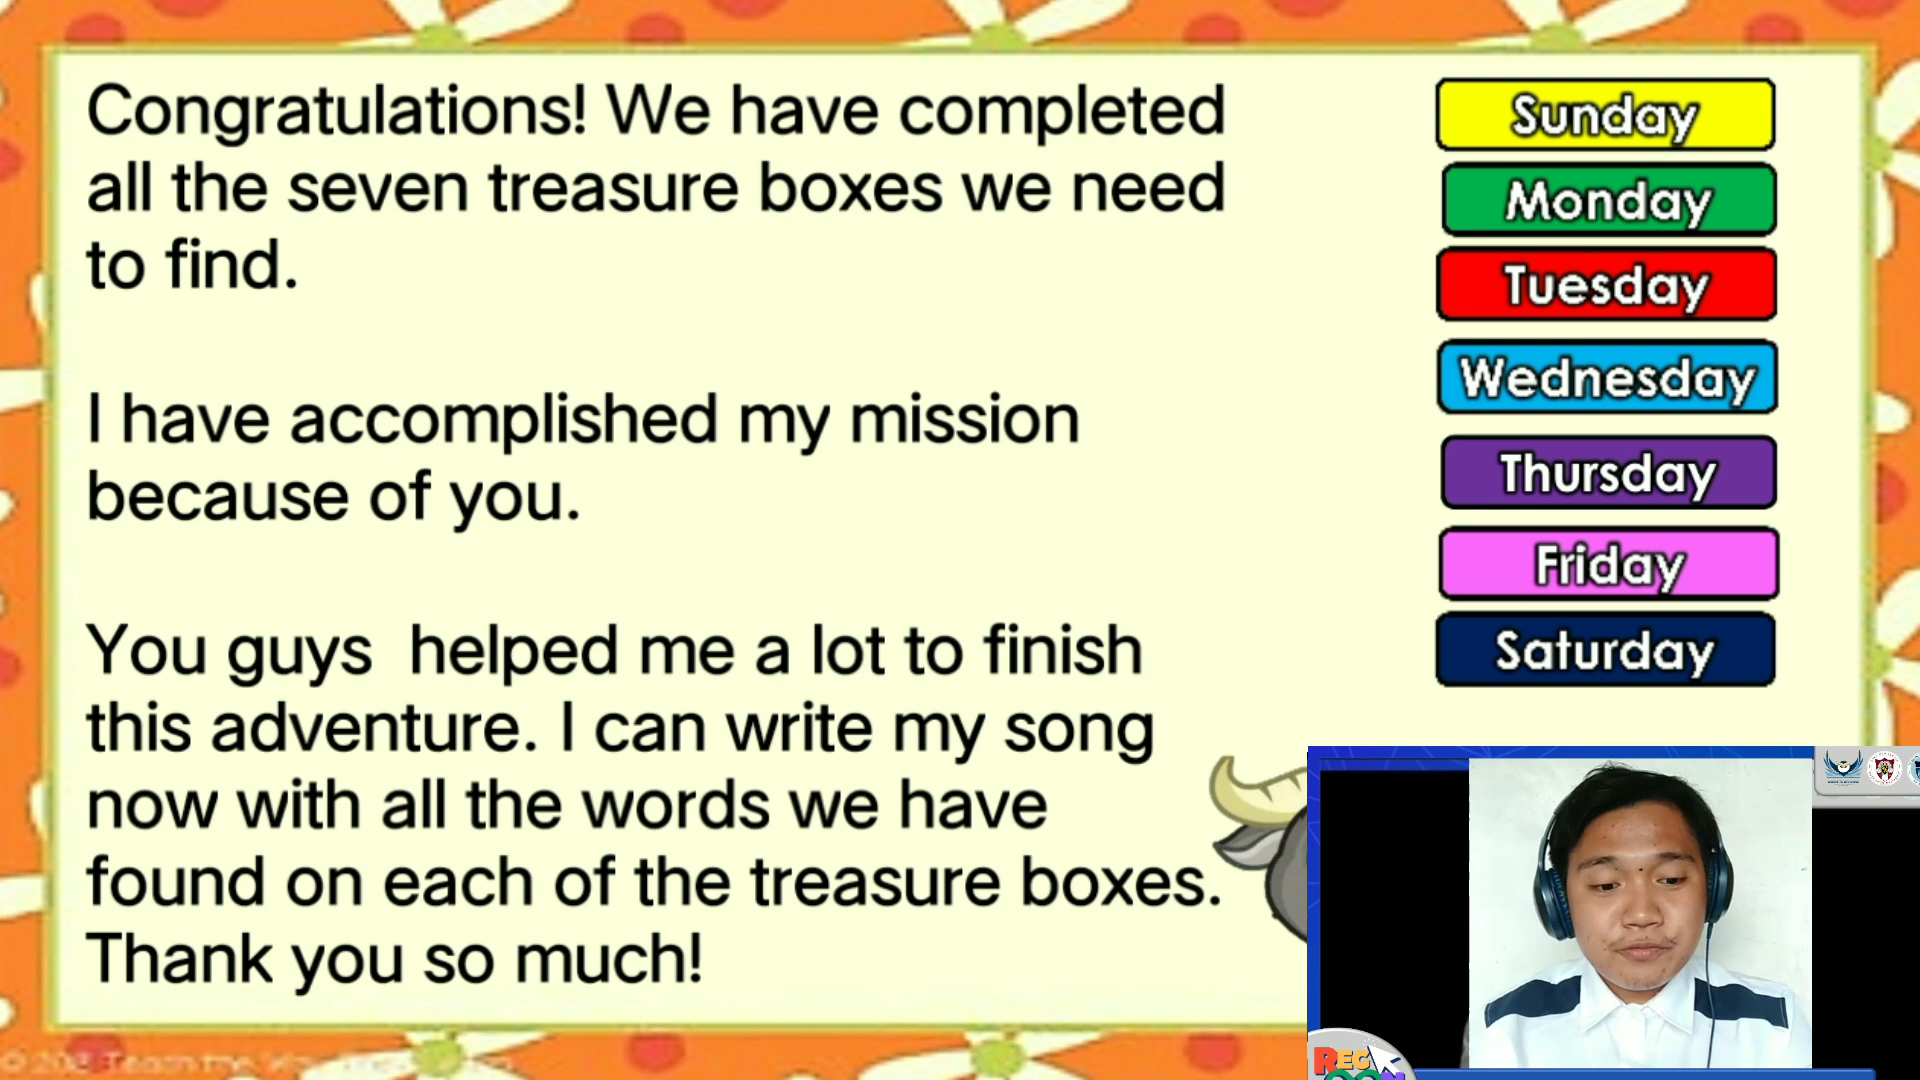 Congratulations! We have completed
all the seven treasure boxes we need
to find.
I have accomplished my mission
because of you.
You guys  helped me a lot to finish
this adventure. I can write my song
now with all the words we have
found on each of the treasure boxes.
Thank you so much!
Sunday
Monday
Tuesday
Wednesday
Thursday
Friday
Saturday
REG